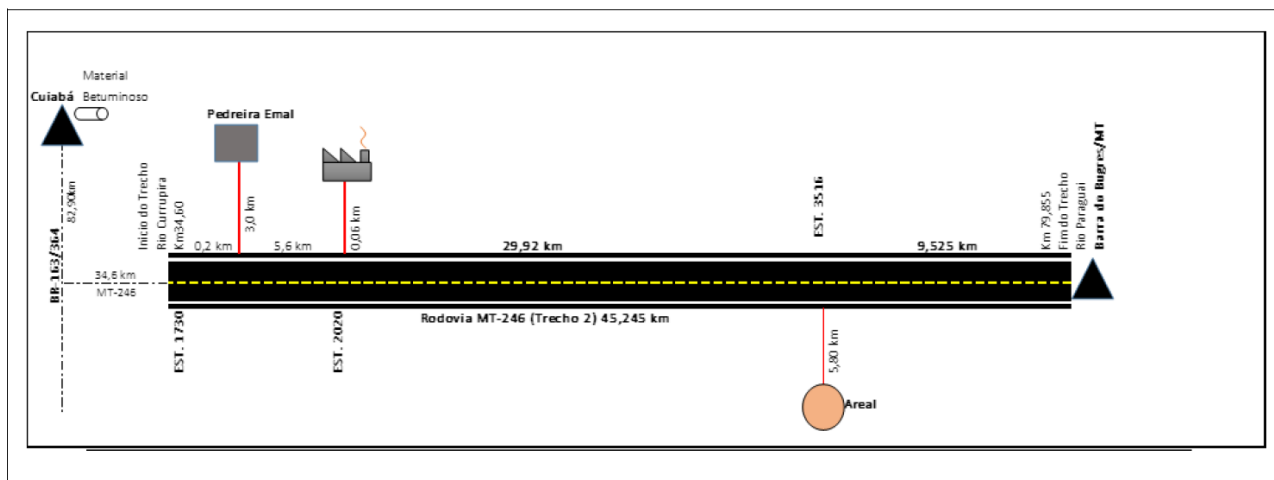 Material
Cuiabá Betuminoso
Pedreira Emal
82,90km
BR-163/364
34,6 km
MT-246
Inicio do Trecho
Rio Currupira
Km34,60
0,2 km
3,0 km
5,6 km
0,06 km
29,92 km
EST. 3516
9,525 km
Km 79,855
Fim do Trecho
Rio Paraguai
Barra do Bugres/MT
EST. 1730
EST. 2020
Rodovia MT-246 (Trecho 2) 45,245 km
5,80 km
Areal